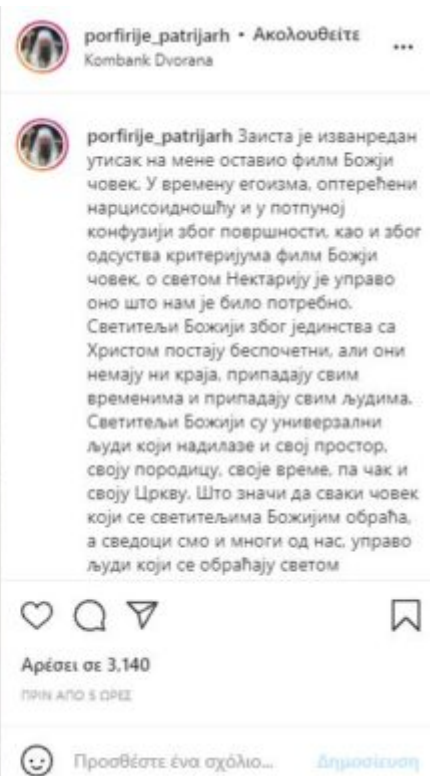 porfirije_patrijarh • Ακολουθείτε
Kombank Dvorana
porfirije_patrijarh Заиста је изванредан
утисак на мене оставио филм Божји
човек. У времену егоизма, оптерећени
нарцисоидношћу и у потпуној
конфузији због површности, као и због
одсуства критеријума филм Божји
човек, о светом Нектарију је управо
оно што нам је било потребно.
Светитељи Божији због јединства са
Христом постају беспочетни, али они
немају ни краја, припадају свим
временима и припадају свим људима.
Светитељи Божији су универзални
људи који надилазе и свој простор,
своју породицу, своје време, па чак и
своју Цркву. Што значи да сваки човек
који се светитељима Божијим обраћа,
а сведоци смо и многи од нас, управо
људи који се обраћају светом
Αρέσει σε 3,140
ΠΡΙΝ ΑΠΟ 5 ΩΡΕΣ
Προσθέστε ένα σχόλιο... Δημοσίευση